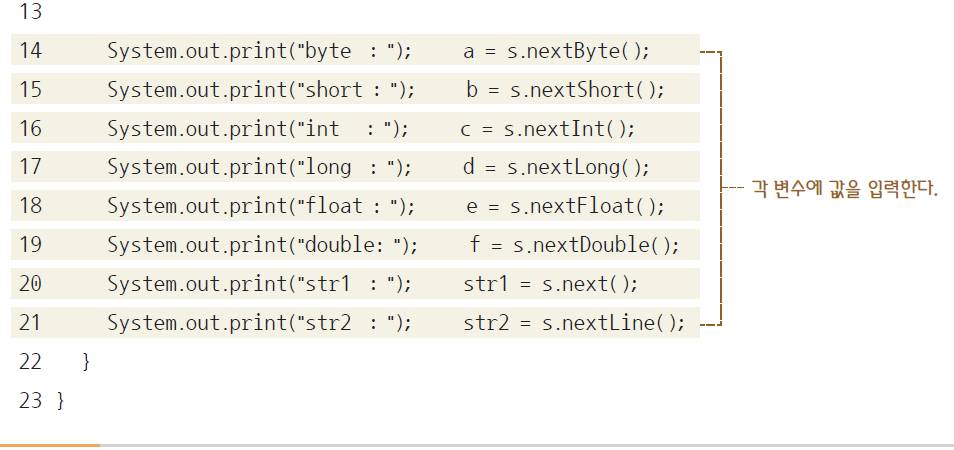 13
14 System.out.print("byte  : ");  a = s.nextByte();
15 System.out.print("short : ");  b = s.nextShort();
16 System.out.print("int   : ");  c = s.nextInt();
17 System.out.print("long  : ");  d = s.nextLong();
18 System.out.print("float : ");  e = s.nextFloat();
각 변수에 값을 입력한다.
19 System.out.print("double: ");  f = s.nextDouble();
20 System.out.print("str1  : ");  str1 = s.next();
21 System.out.print("str2  : ");  str2 = s.nextLine();
22 }
23 }